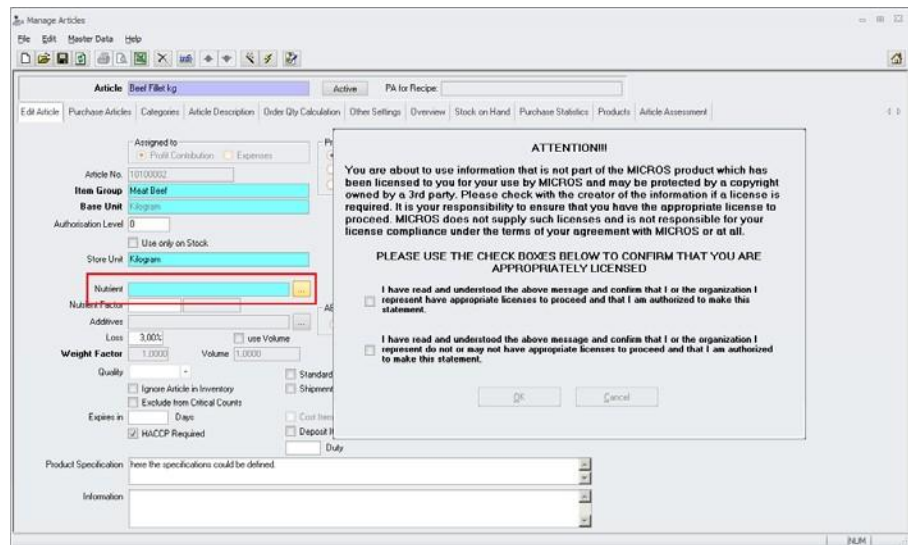 Manage Articles
File Edit Master Data Help
info
Article Beef Fillet kg Active PA for Recipe:
Edit Article Purchase Articles Categories Article Description Order Qty Calculation Other Settings Overview Stock on Hand Purchase Statistics Products Article Assessment
Assigned to
Profit Contribution Expenses
Article No. 10100002
Item Group Meat Beef
Base Unit Kilogram
Authorisation Level 0
Use only on Stock
Store Unit Kilogram
Nutrient ...
Nutrient Factor
Additives ...
Loss 3,00% use Volume
Weight Factor 1.0000 Volume 1.0000
Quality Standard
Ignore Article in Inventory Shipment
Exclude from Critical Counts
Expires in Days Cost Item
HACCP Required Deposit
Duty
Product Specification here the specifications could be defined.
Information
ATTENTION!!!
You are about to use information that is not part of the MICROS product which has
been licensed to you for your use by MICROS and may be protected by a copyright
owned by a 3rd party. Please check with the creator of the information if a license is
required. It is your responsibility to ensure that you have the appropriate license to
proceed. MICROS does not supply such licenses and is not responsible for your
license compliance under the terms of your agreement with MICROS or at all.
PLEASE USE THE CHECK BOXES BELOW TO CONFIRM THAT YOU ARE
APPROPRIATELY LICENSED
I have read and understood the above message and confirm that I or the organization I
represent have appropriate licenses to proceed and that I am authorized to make this
statement.
I have read and understood the above message and confirm that I or the organization I
represent do not or may not have appropriate licenses to proceed and that I am authorized
to make this statement.
OK Cancel
NUM